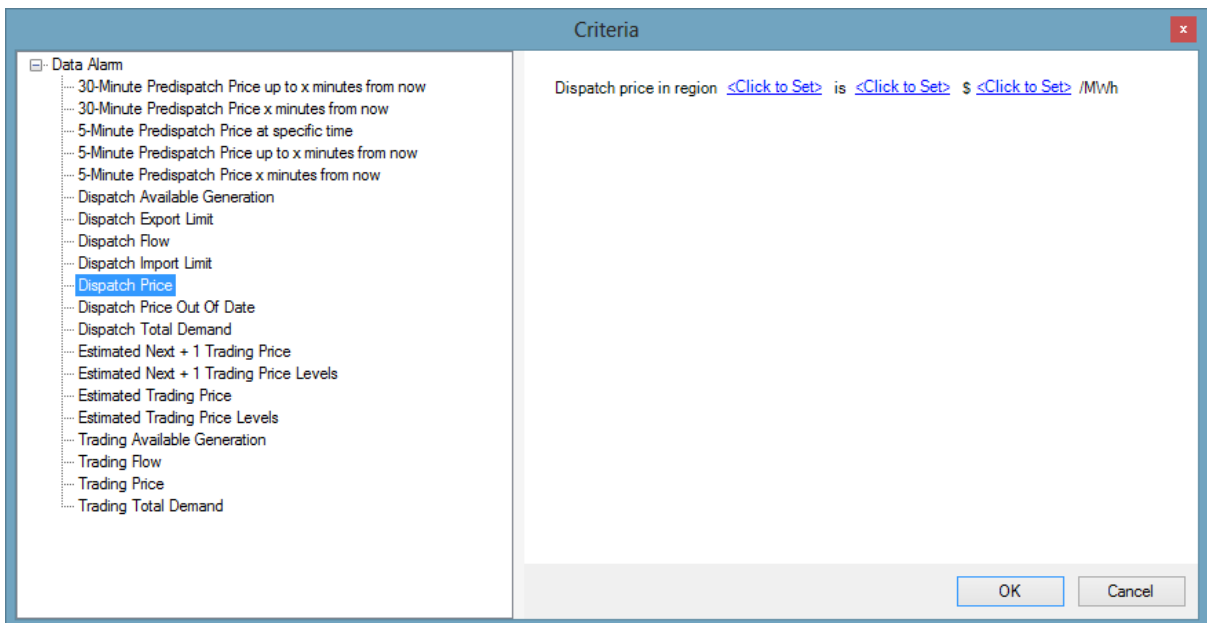 Criteria
x
Data Alarm
30-Minute Predispatch Price up to x minutes from now
30-Minute Predispatch Price x minutes from now
5-Minute Predispatch Price at specific time
5-Minute Predispatch Price up to x minutes from now
5-Minute Predispatch Price x minutes from now
Dispatch Available Generation
Dispatch Export Limit
Dispatch Flow
Dispatch Import Limit
Dispatch Price
Dispatch Price Out Of Date
Dispatch Total Demand
Estimated Next + 1 Trading Price
Estimated Next + 1 Trading Price Levels
Estimated Trading Price
Estimated Trading Price Levels
Trading Available Generation
Trading Flow
Trading Price
Trading Total Demand
Dispatch price in region <Click to Set> is <Click to Set> $ <Click to Set> /MWh
OK
Cancel